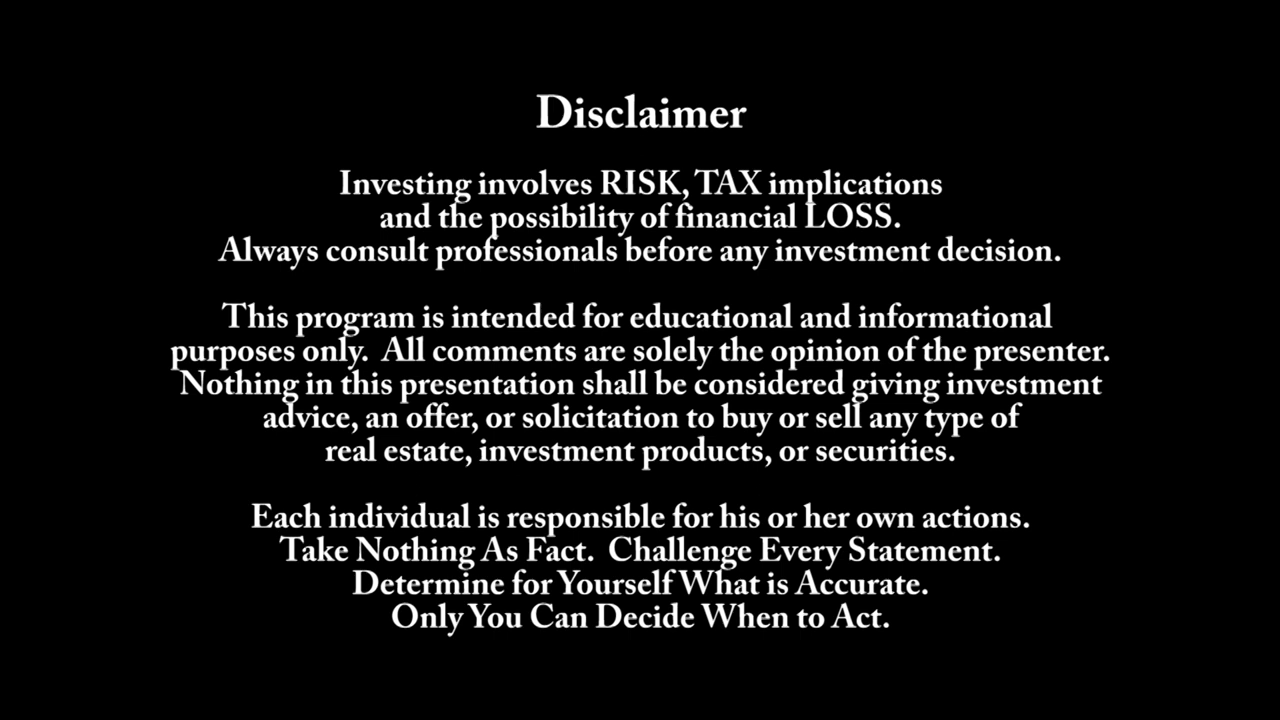 Disclaimer
Investing involves RISK, TAX implications
and the possibility of financial LOSS.
Always consult professionals before any investment decision.
This program is intended for educational and informational
purposes only.  All comments are solely the opinion of the presenter.
Nothing in this presentation shall be considered giving investment
advice, an offer, or solicitation to buy or sell any type of
real estate, investment products, or securities.
Each individual is responsible for his or her own actions.
Take Nothing As Fact.  Challenge Every Statement.
Determine for Yourself What is Accurate.
Only You Can Decide When to Act.